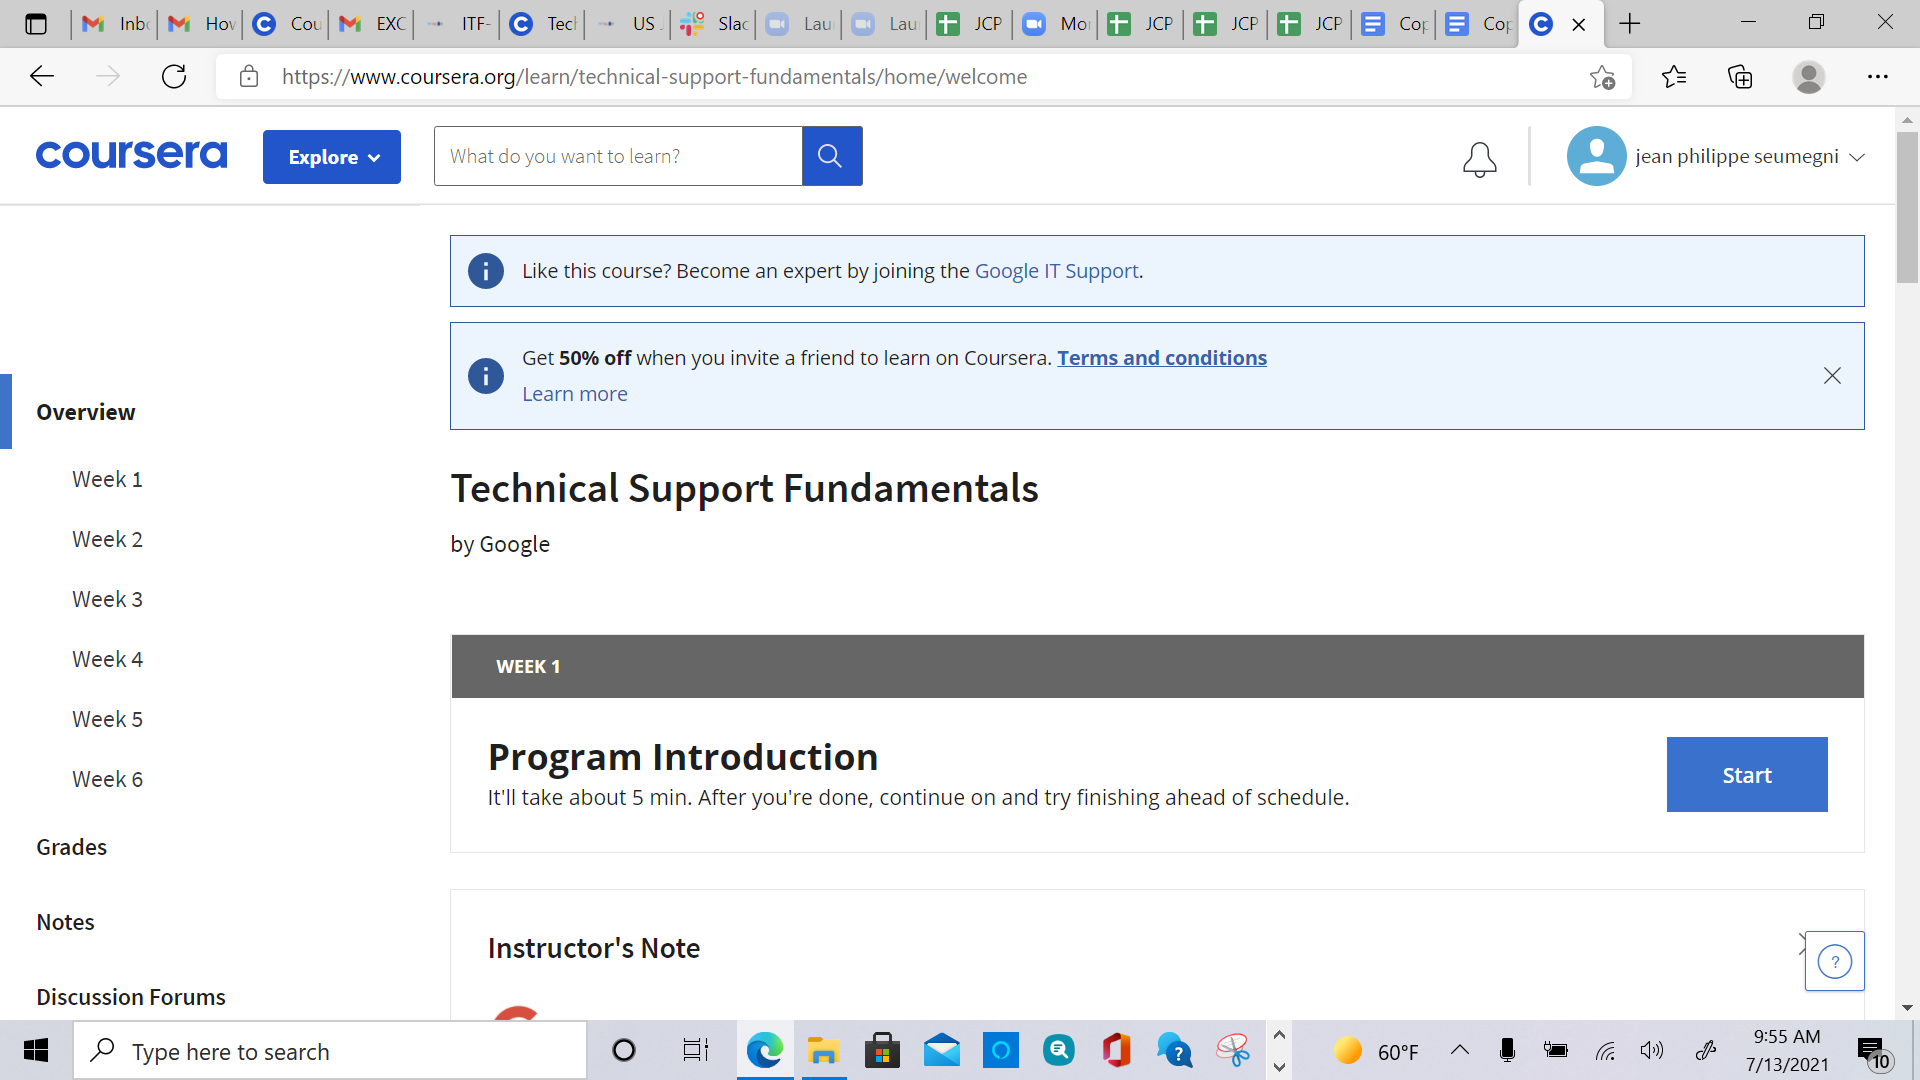 Inbo
How
Cou
EXC
ITF-
Tech
US J
Slac
Lau
Lau
JCP
Mon
JCP
JCP
JCP
Cop
Cop
https://www.coursera.org/learn/technical-support-fundamentals/home/welcome
coursera
Explore
What do you want to learn?
jean philippe seumegni
Like this course? Become an expert by joining the Google IT Support.
Get 50% off when you invite a friend to learn on Coursera. Terms and conditions
Learn more
Overview
Week 1
Week 2
Week 3
Week 4
Week 5
Week 6
Grades
Notes
Discussion Forums
Technical Support Fundamentals
by Google
WEEK 1
Program Introduction
It'll take about 5 min. After you're done, continue on and try finishing ahead of schedule.
Start
Instructor's Note
?
Type here to search
60°F
9:55 AM
7/13/2021
10